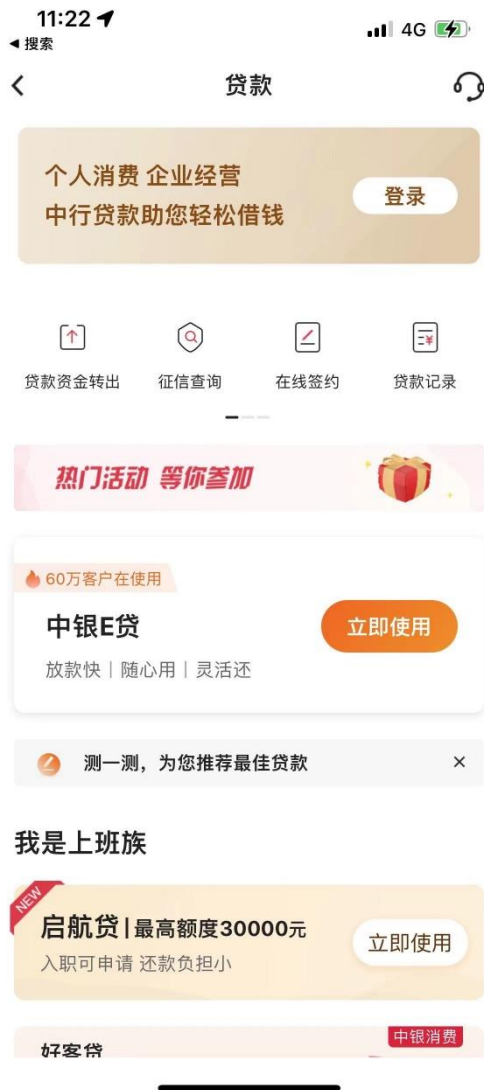 11:22
4G
搜索
贷款
个人消费 企业经营
中行贷款助您轻松借钱
登录
贷款资金转出
征信查询
在线签约
贷款记录
热门活动 等你参加
60万客户在使用
中银E贷
立即使用
放款快｜随心用｜灵活还
测一测，为您推荐最佳贷款
我是上班族
NEW
启航贷|最高额度30000元
入职可申请 还款负担小
立即使用
中银消费
好客贷